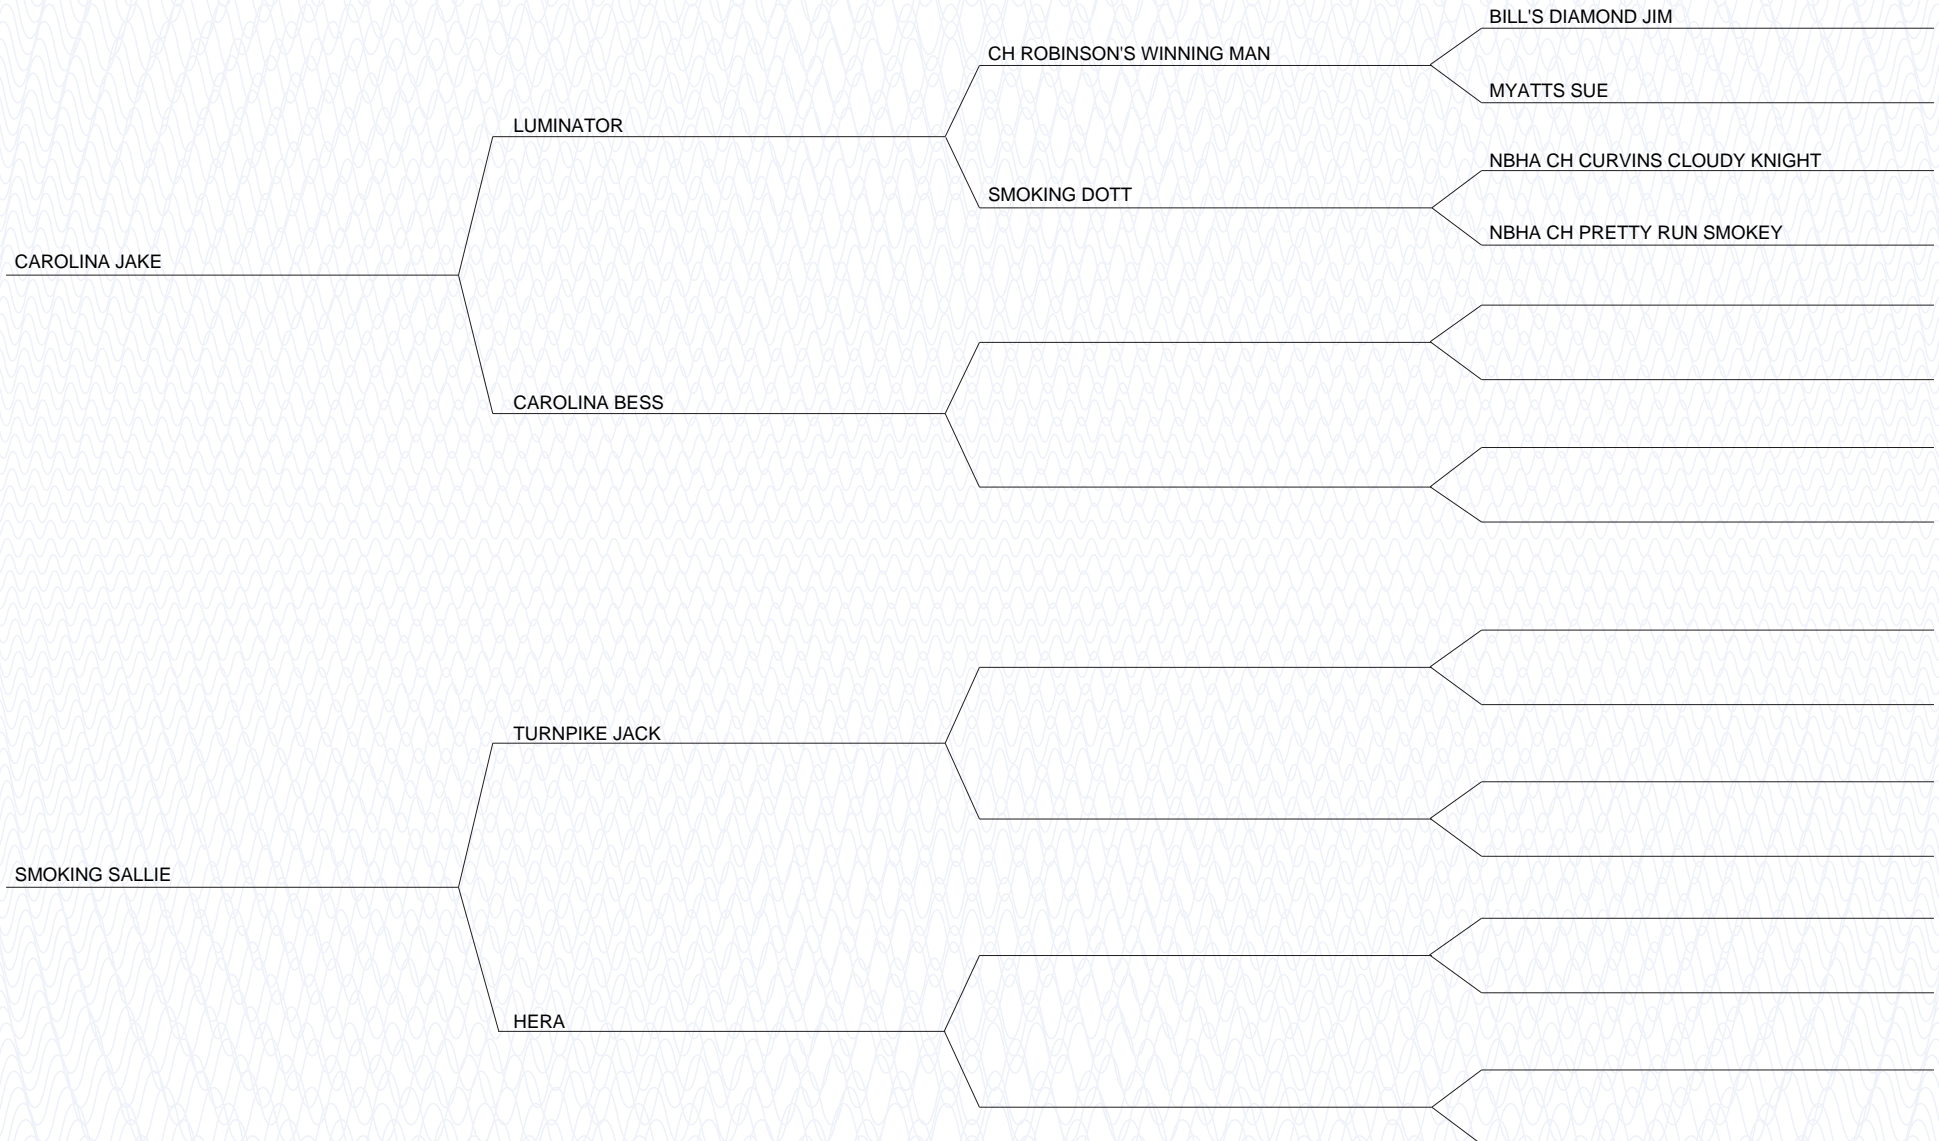 BILL'S DIAMOND JIM
CH ROBINSON'S WINNING MAN
MYATTS SUE
LUMINATOR
NBHA CH CURVINS CLOUDY KNIGHT
SMOKING DOTT
NBHA CH PRETTY RUN SMOKEY
CAROLINA JAKE
CAROLINA BESS
TURNPIKE JACK
SMOKING SALLIE
HERA